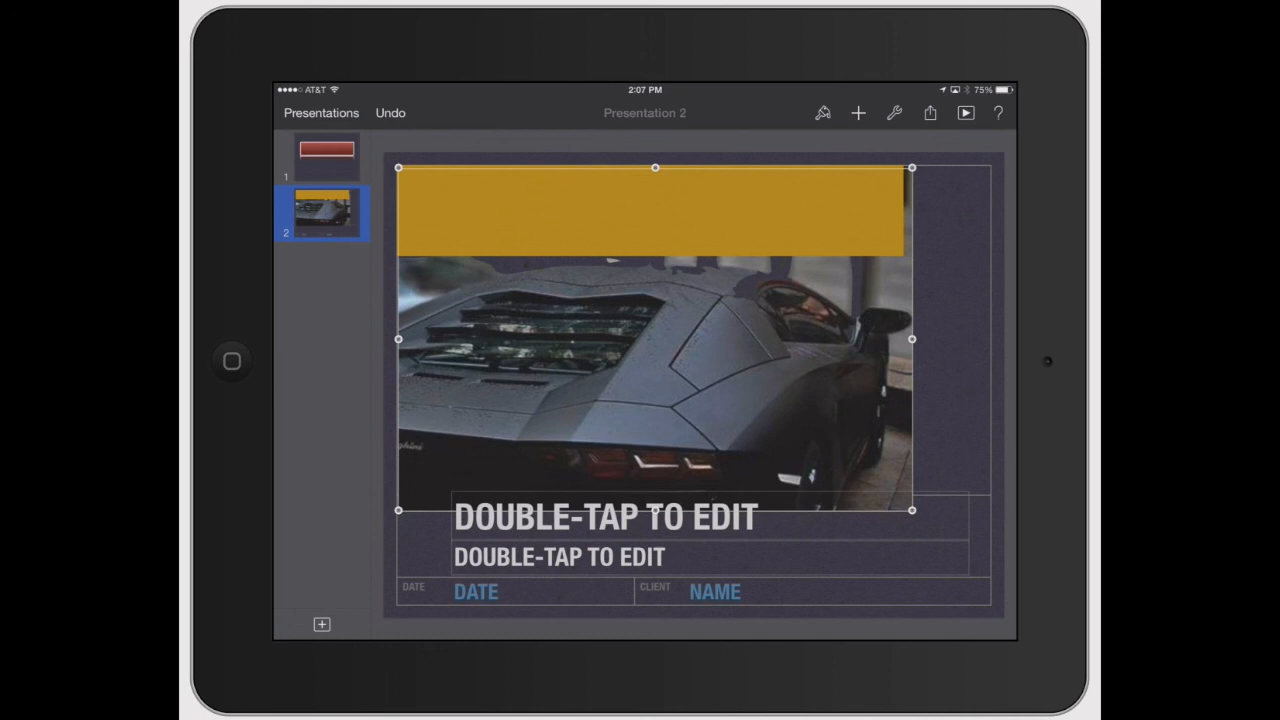 AT&T 2:07 PM 75%
Presentations Undo Presentation 2 ?
1
2
DOUBLE-TAP TO EDIT
DOUBLE-TAP TO EDIT
DATE DATE CLIENT NAME